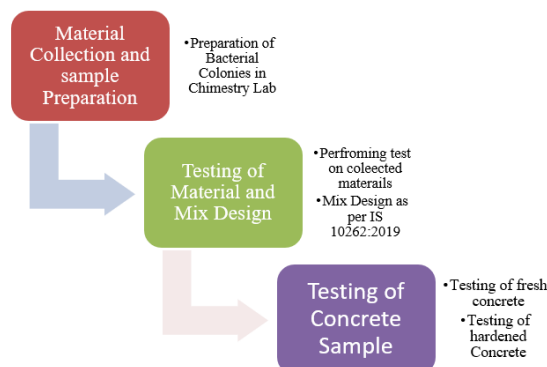 Material
Collection and
sample
Preparation
•Preparation of
Bacterial
Colonies in
Chimestry Lab
Testing of
Material and
Mix Design
•Perfroming test
on coleected
materails
•Mix Design as
per IS
10262:2019
Testing of
Concrete
Sample
•Testing of fresh
concrete
•Testing of
hardened
Concrete